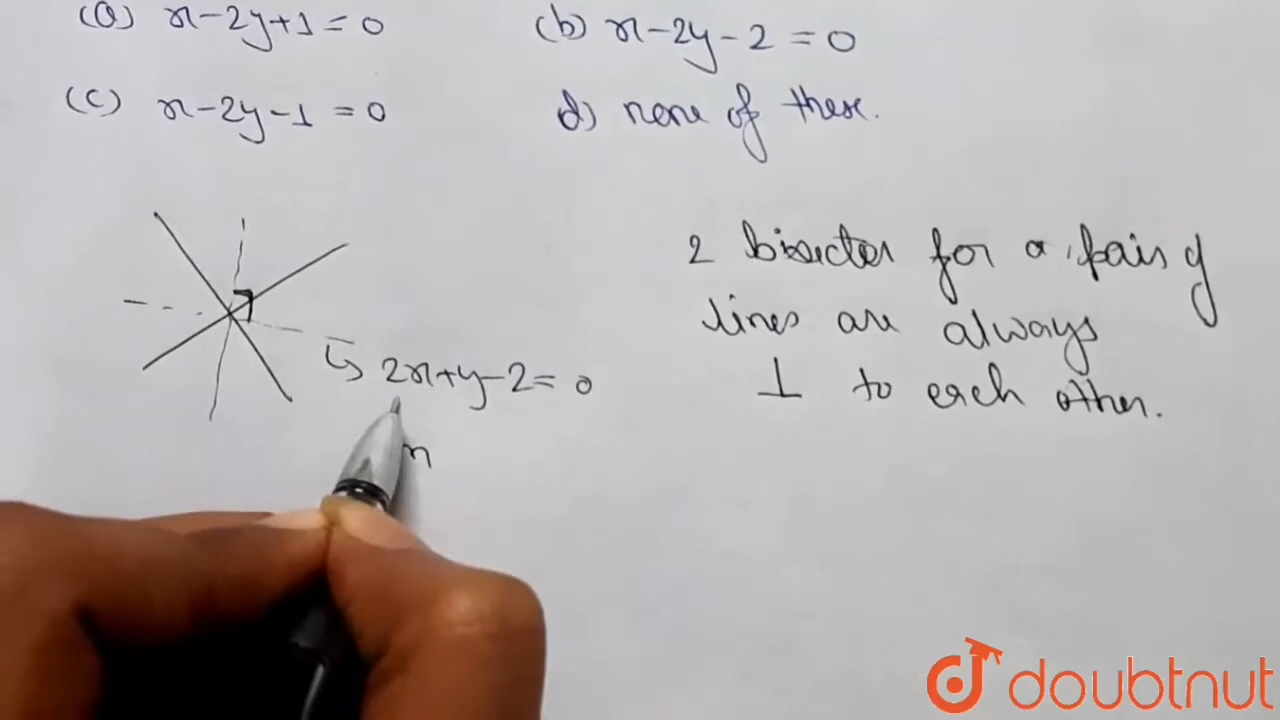 (a) x-2y+1=0 (b) x-2y-2=0
(c) x-2y-1=0 d) none of these.
2 bisector for a pair of
lines are always
⊥ to each other.
↳ 2x+y-2=0
x
doubtnut